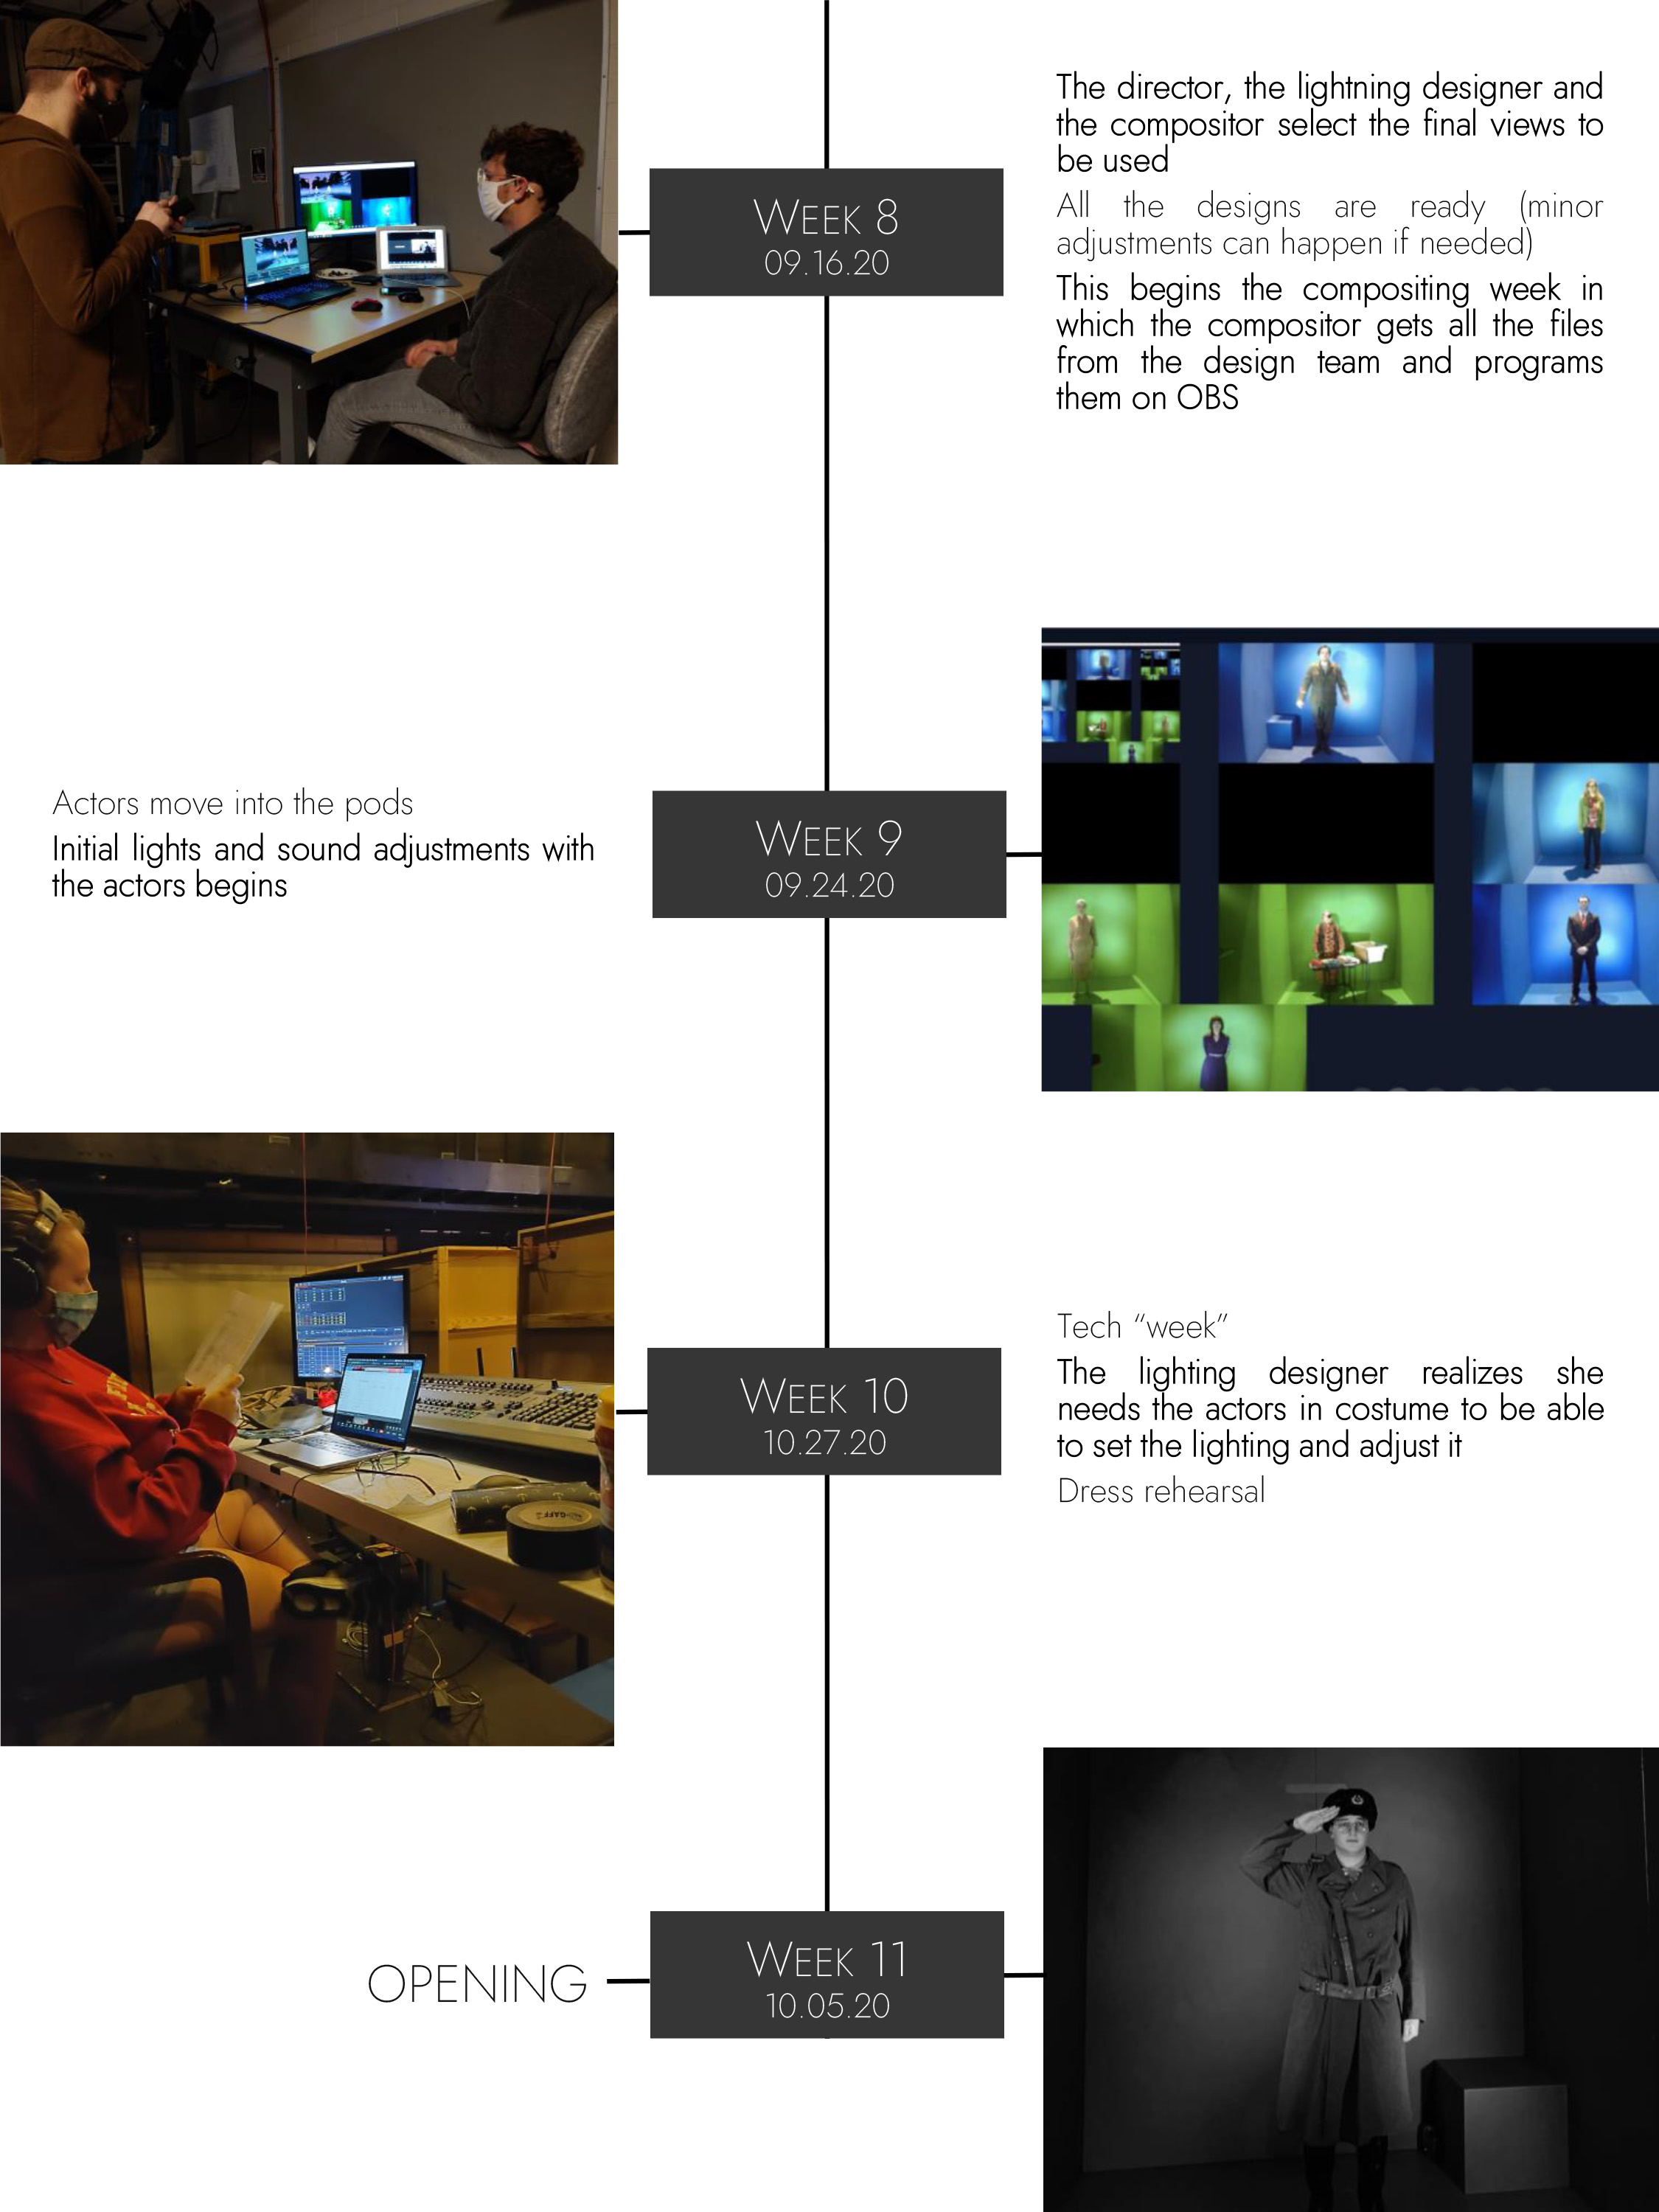 The director, the lightning designer and
the compositor select the final views to
be used
All the designs are ready (minor
adjustments can happen if needed)
This begins the compositing week in
which the compositor gets all the files
from the design team and programs
them on OBS
WEEK 8
09.16.20
Actors move into the pods
Initial lights and sound adjustments with
the actors begins
WEEK 9
09.24.20
WEEK 10
10.27.20
Tech “week”
The lighting designer realizes she
needs the actors in costume to be able
to set the lighting and adjust it
Dress rehearsal
OPENING
WEEK 11
10.05.20